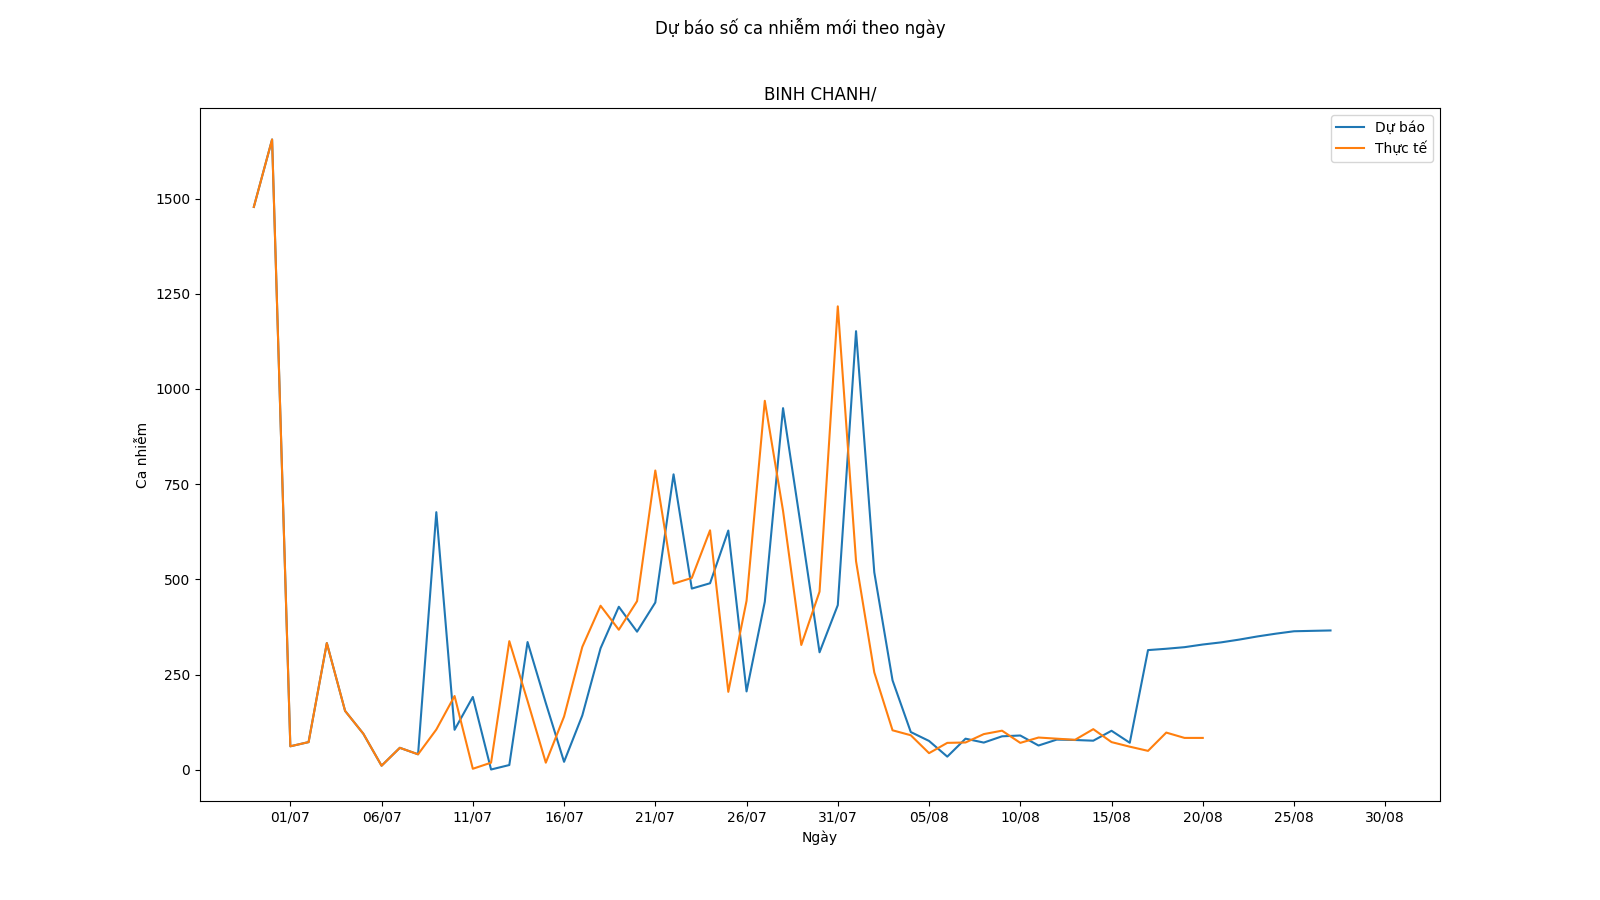 Dự báo số ca nhiễm mới theo ngày
BINH CHANH/
Dự báo
Thực tế
1500
1250
1000
750
500
250
0
Ca nhiễm
01/07 06/07 11/07 16/07 21/07 26/07 31/07 05/08 10/08 15/08 20/08 25/08 30/08
Ngày